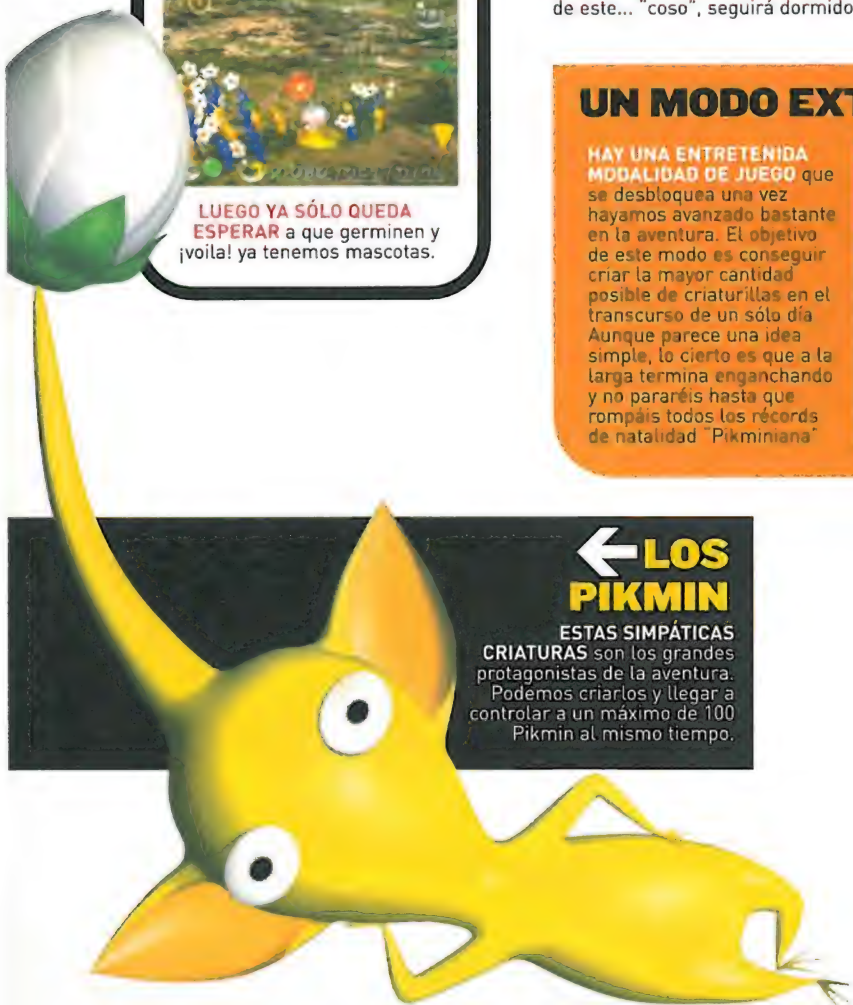 de este... "coso", seguirá dormido
LUEGO YA SÓLO QUEDA
ESPERAR a que germinen y
¡voila! ya tenemos mascotas.
UN MODO EXT
HAY UNA ENTRETENIDA
MODALIDAD DE JUEGO que
se desbloquea una vez
hayamos avanzado bastante
en la aventura. El objetivo
de este modo es conseguir
criar la mayor cantidad
posible de criaturillas en el
transcurso de un sólo día
Aunque parece una idea
simple, lo cierto es que a la
larga termina enganchando
y no pararéis hasta que
rompáis todos los récords
de natalidad "Pikminiana"
LOS
PIKMIN
ESTAS SIMPÁTICAS
CRIATURAS son los grandes
protagonistas de la aventura.
Podemos criarlos y llegar a
controlar a un máximo de 100
Pikmin al mismo tiempo.